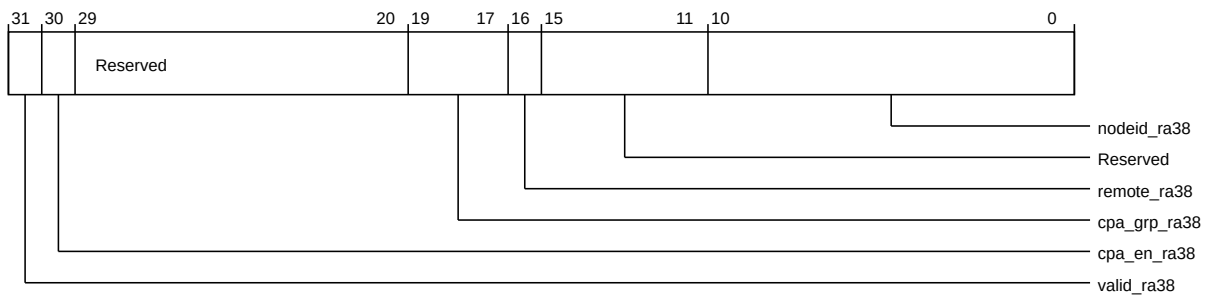 31 30 29 20 19 17 16 15 11 10 0
Reserved
nodeid_ra38
Reserved
remote_ra38
cpa_grp_ra38
cpa_en_ra38
valid_ra38